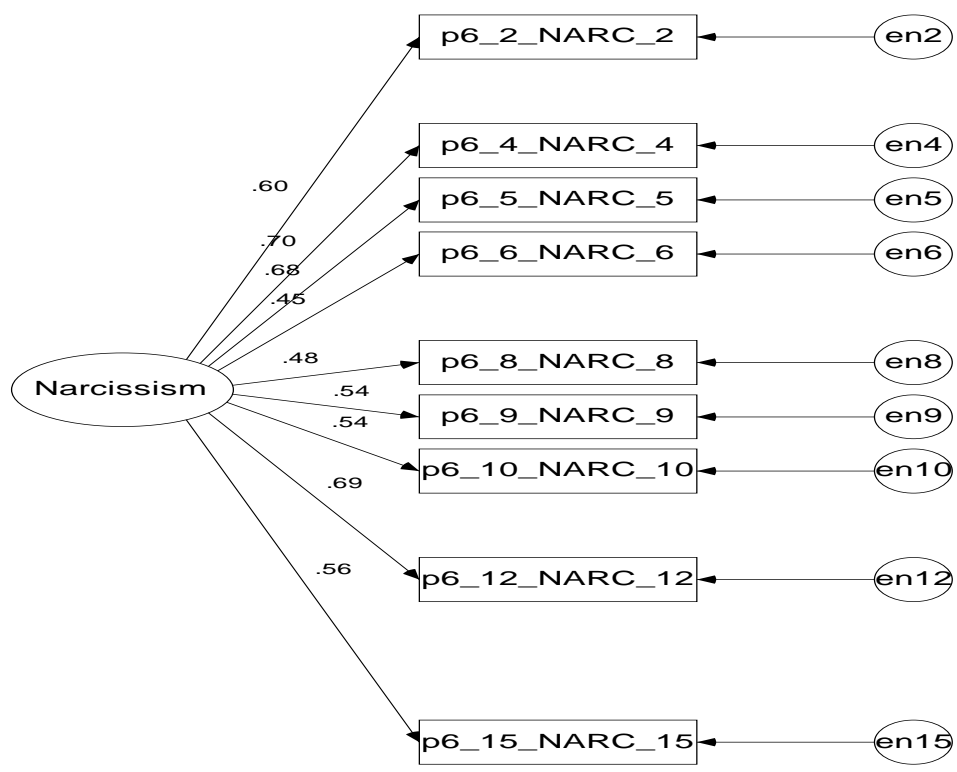 p6_2_NARC_2
en2
p6_4_NARC_4
en4
.60
p6_5_NARC_5
en5
.70
p6_6_NARC_6
en6
.68
.45
.48
p6_8_NARC_8
en8
Narcissism
.54
p6_9_NARC_9
en9
.54
p6_10_NARC_10
en10
.69
p6_12_NARC_12
en12
.56
p6_15_NARC_15
en15